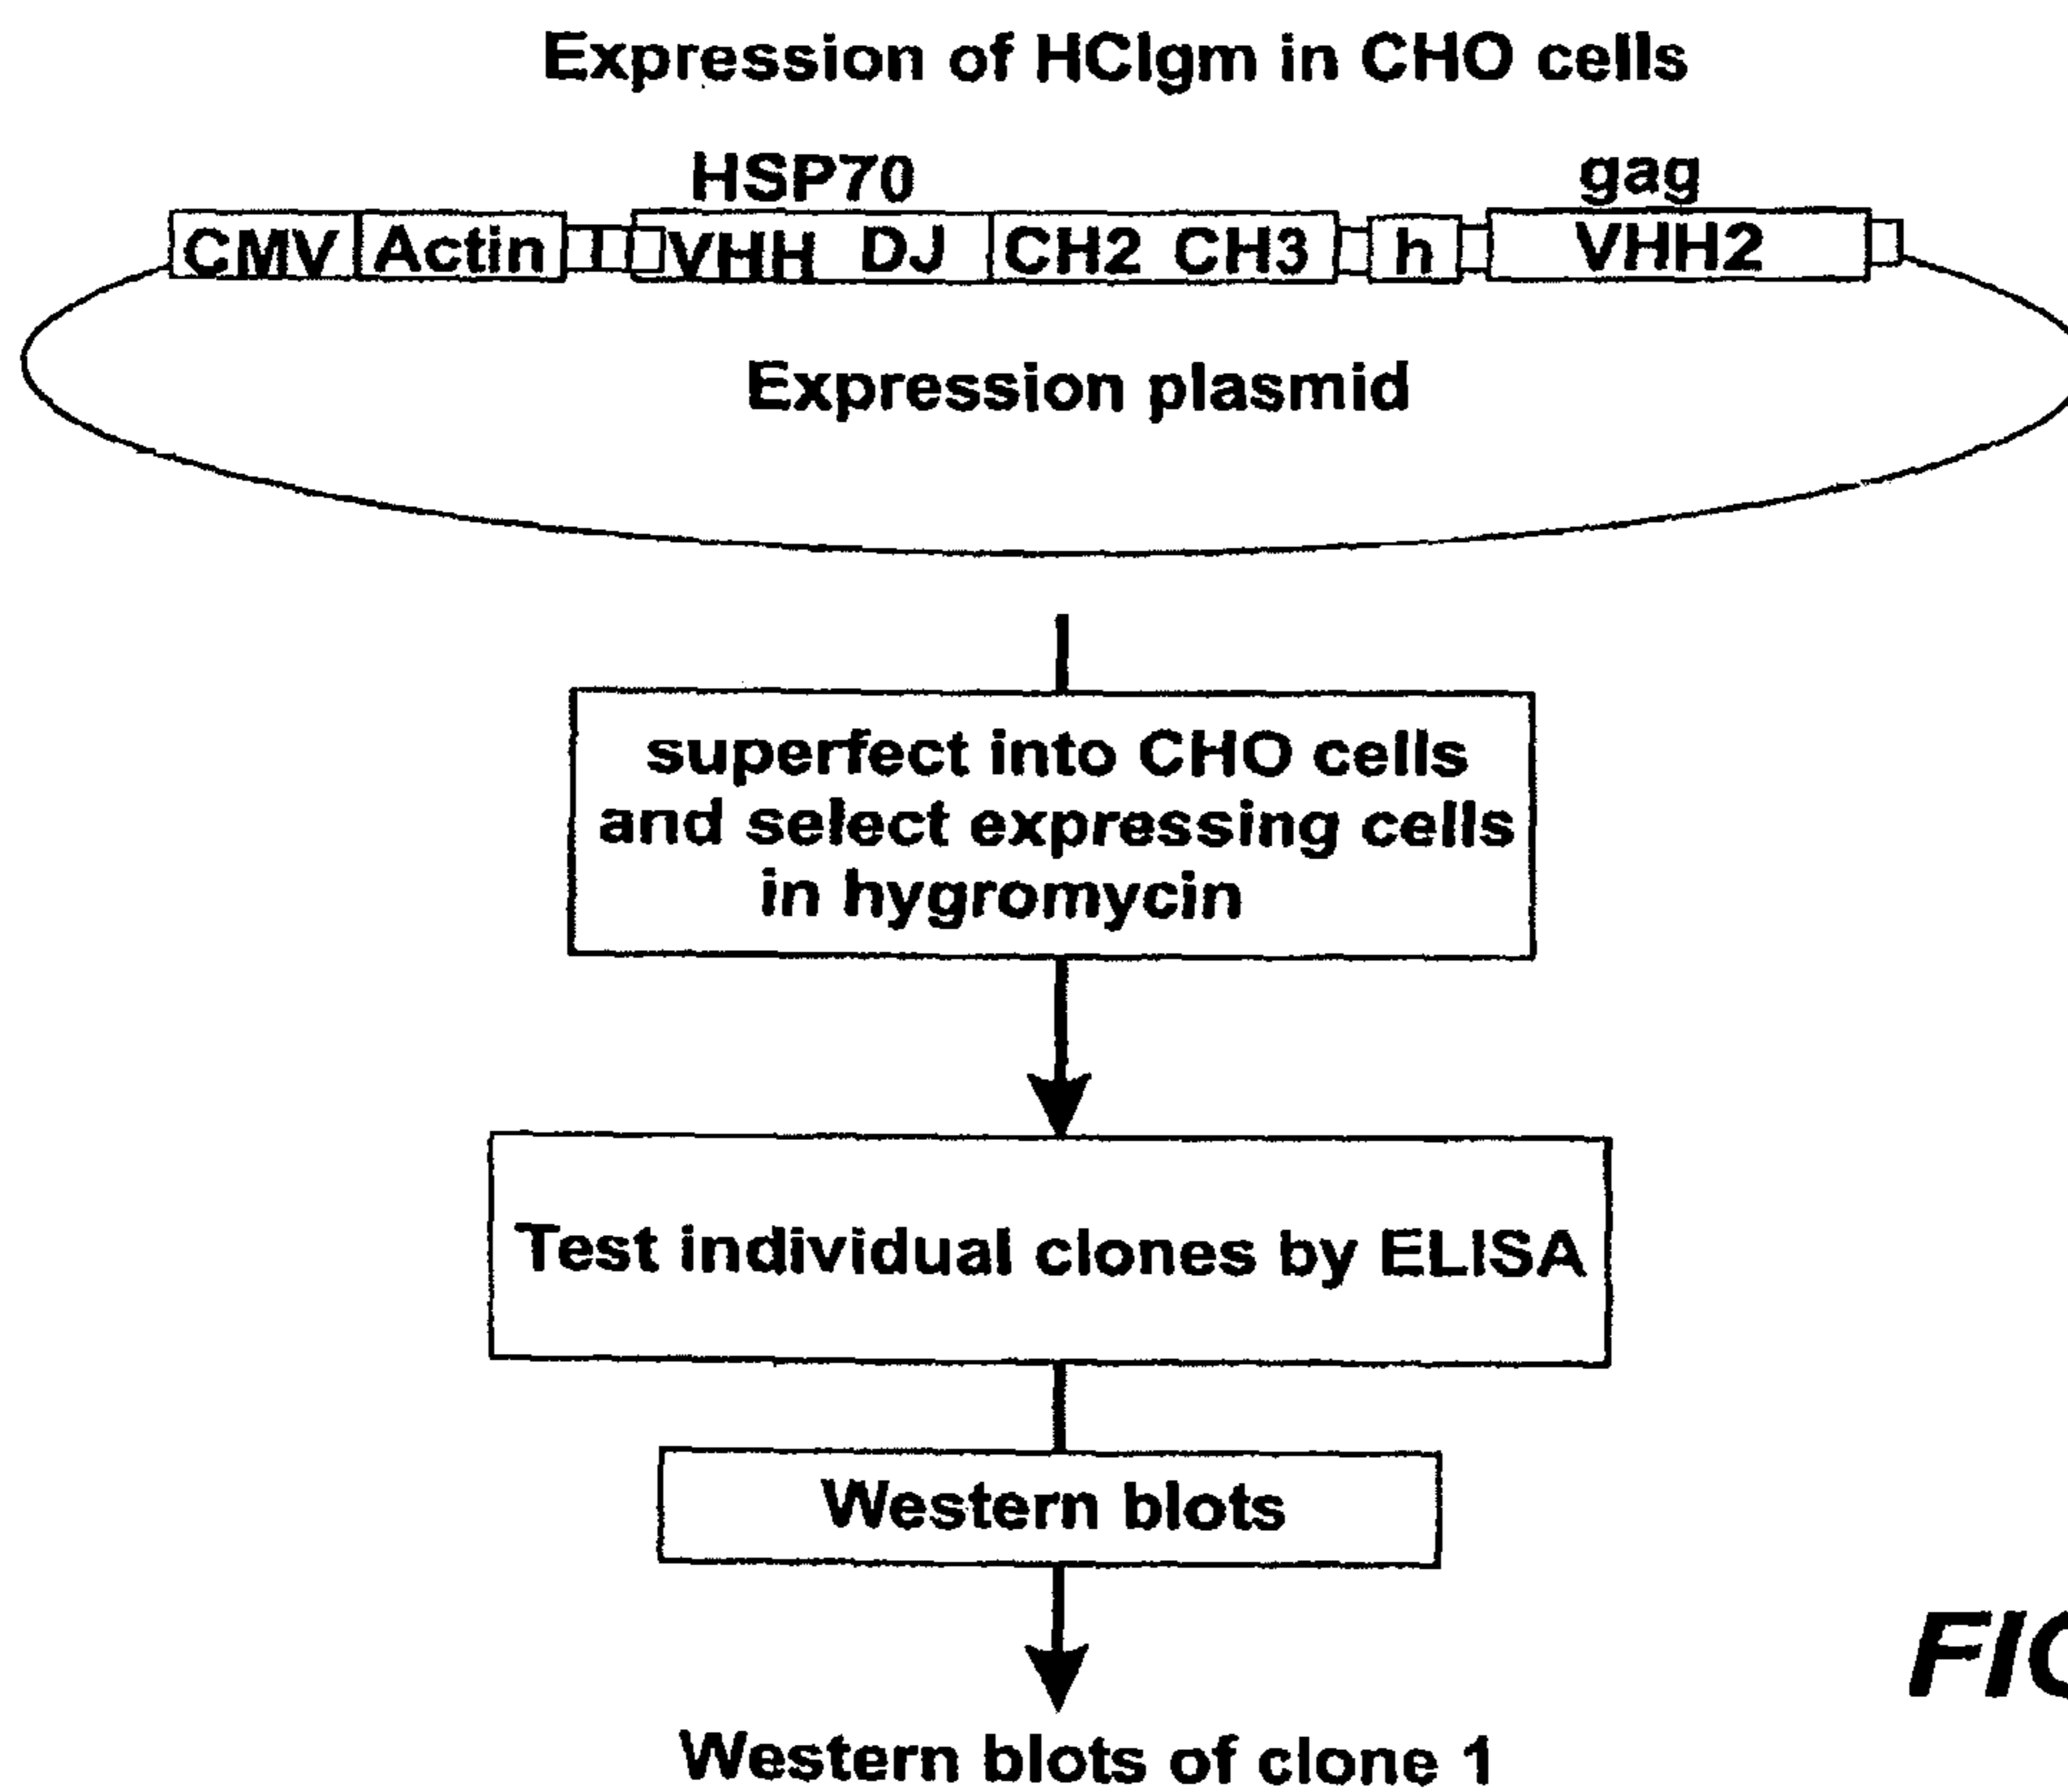 Expression of HCIgm in CHO cells
HSP70 gag
CMV Actin VHH DJ CH2 CH3 h VHH2
Expression plasmid
superfect into CHO cells
and select expressing cells
in hygromycin
Test individual clones by ELISA
Western blots
Western blots of clone 1